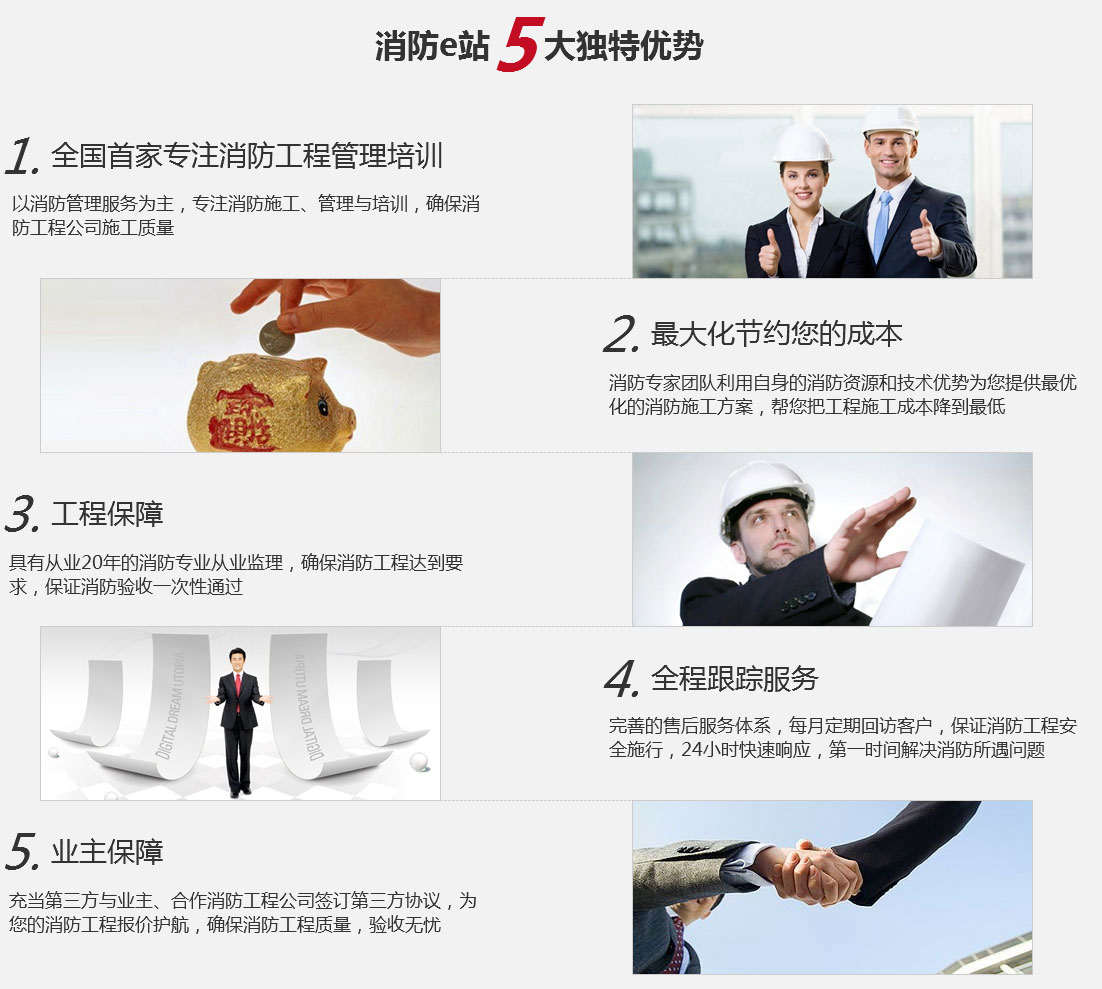 消防e站5大独特优势
1. 全国首家专注消防工程管理培训
以消防管理服务为主，专注消防施工、管理与培训，确保消
防工程公司施工质量
2. 最大化节约您的成本
消防专家团队利用自身的消防资源和技术优势为您提供最优
化的消防施工方案，帮您把工程施工成本降到最低
招财进宝
3. 工程保障
具有从业20年的消防专业从业监理，确保消防工程达到要
求，保证消防验收一次性通过
DIGITAL DREAM UTOPIA
DIGITAL DREAM UTOPIA
4. 全程跟踪服务
完善的售后服务体系，每月定期回访客户，保证消防工程安
全施行，24小时快速响应，第一时间解决消防所遇问题
5. 业主保障
充当第三方与业主、合作消防工程公司签订第三方协议，为
您的消防工程报价护航，确保消防工程质量，验收无忧